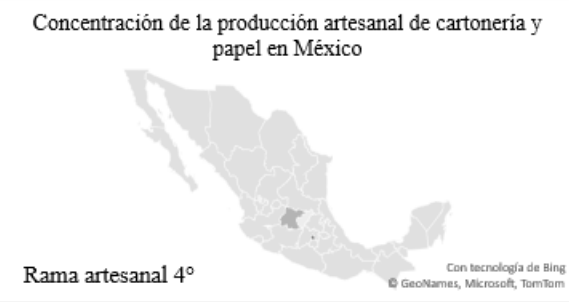 Concentración de la producción artesanal de cartonería y
papel en México
Rama artesanal 4°
Con tecnología de Bing
© GeoNames, Microsoft, TomTom